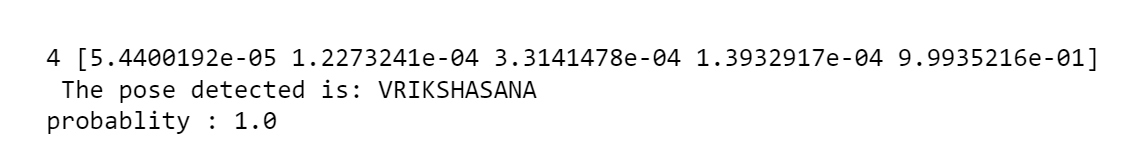 4 [5.4400192e-05 1.2273241e-04 3.3141478e-04 1.3932917e-04 9.9935216e-01]
The pose detected is: VRIKSHASANA
probablity : 1.0